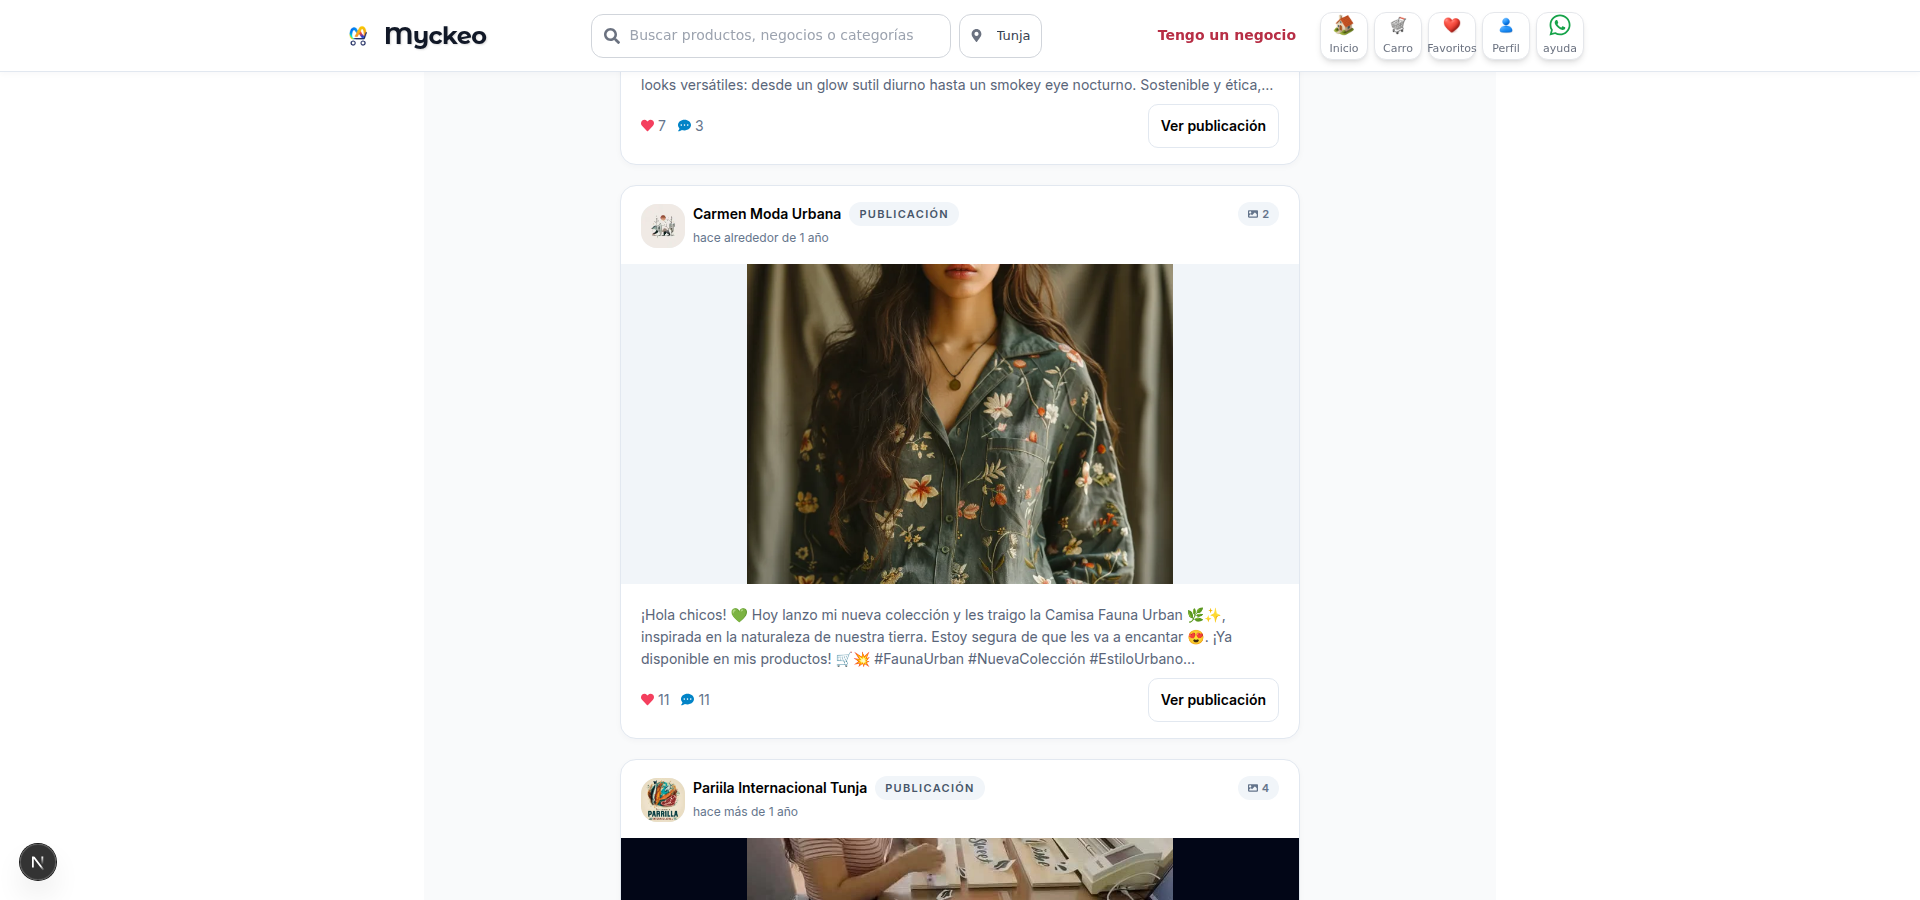 Myckeo
Buscar productos, negocios o categorías
Tunja
Tengo un negocio
Inicio
Carro
Favoritos
Perfil
ayuda
looks versátiles: desde un glow sutil diurno hasta un smokey eye nocturno. Sostenible y ética,...
7 3
Ver publicación
Carmen Moda Urbana PUBLICACIÓN
2
hace alrededor de 1 año
¡Hola chicos! 💚 Hoy lanzo mi nueva colección y les traigo la Camisa Fauna Urban 🌿✨,
inspirada en la naturaleza de nuestra tierra. Estoy segura de que les va a encantar 😍. ¡Ya
disponible en mis productos! 🛒💥 #FaunaUrban #NuevaColección #EstiloUrbano...
11 11
Ver publicación
Pariila Internacional Tunja PUBLICACIÓN
4
hace más de 1 año
PARRILLA
Sweet
N